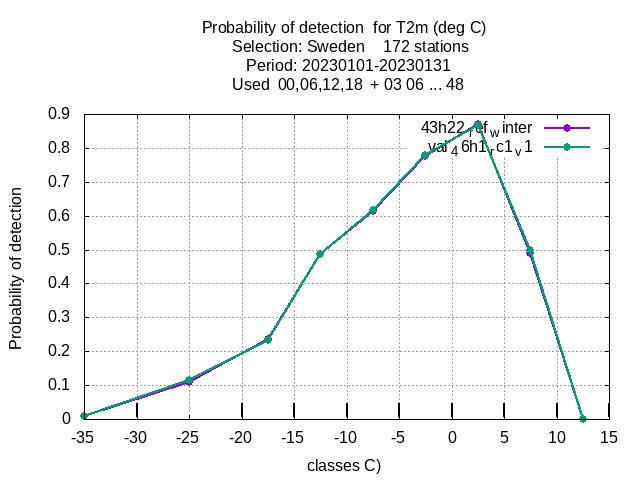 Probability of detection  for T2m (deg C)
Selection: Sweden    172 stations
Period: 20230101-20230131
Used  00,06,12,18  + 03 06 ... 48
43h22_ref_winter
val_46h1_rc1_v1
0.9
0.8
0.7
0.6
0.5
0.4
0.3
0.2
0.1
0
Probability of detection
-35 -30 -25 -20 -15 -10 -5 0 5 10 15
classes C)